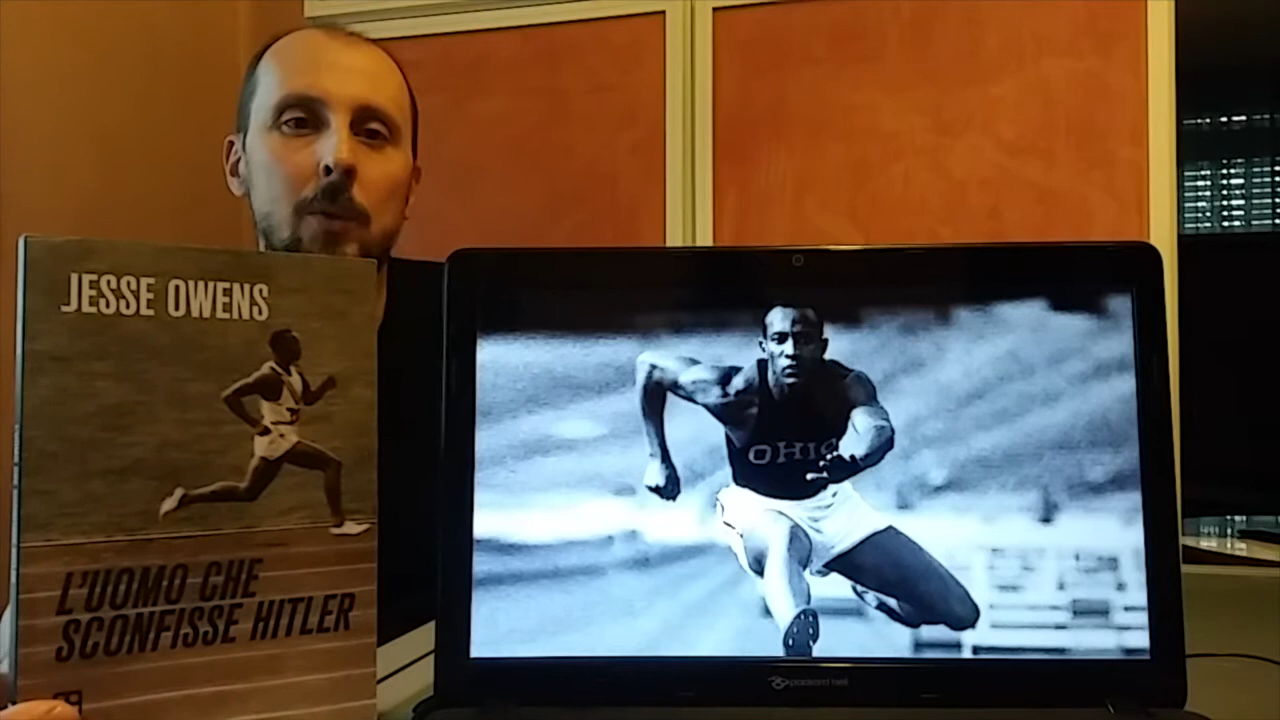 JESSE OWENS
L'UOMO CHE
SCONFISSE HITLER
OHIO
packard bell